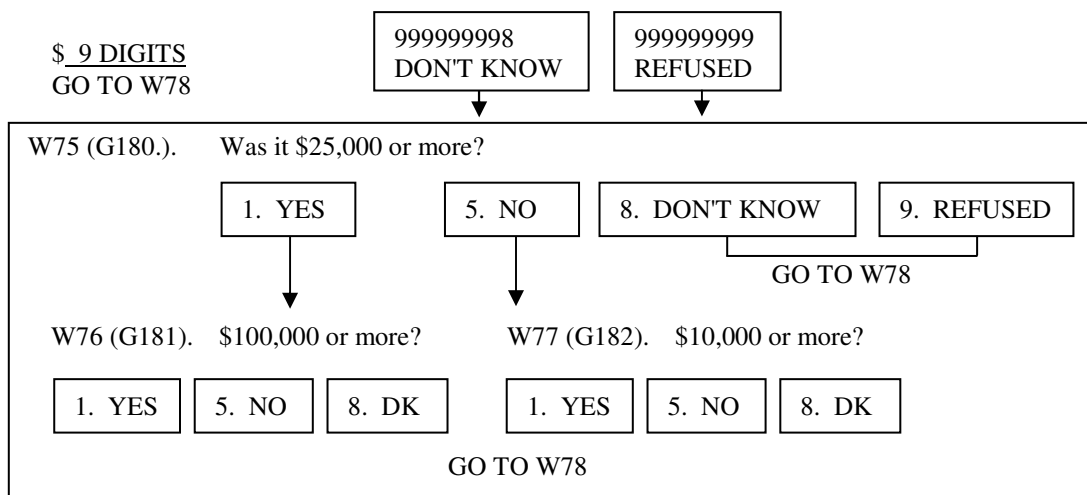 $ 9 DIGITS
GO TO W78
999999998
DON'T KNOW
999999999
REFUSED
W75 (G180.). Was it $25,000 or more?
1. YES
5. NO
8. DON'T KNOW
9. REFUSED
GO TO W78
W76 (G181). $100,000 or more?
W77 (G182). $10,000 or more?
1. YES
5. NO
8. DK
1. YES
5. NO
8. DK
GO TO W78